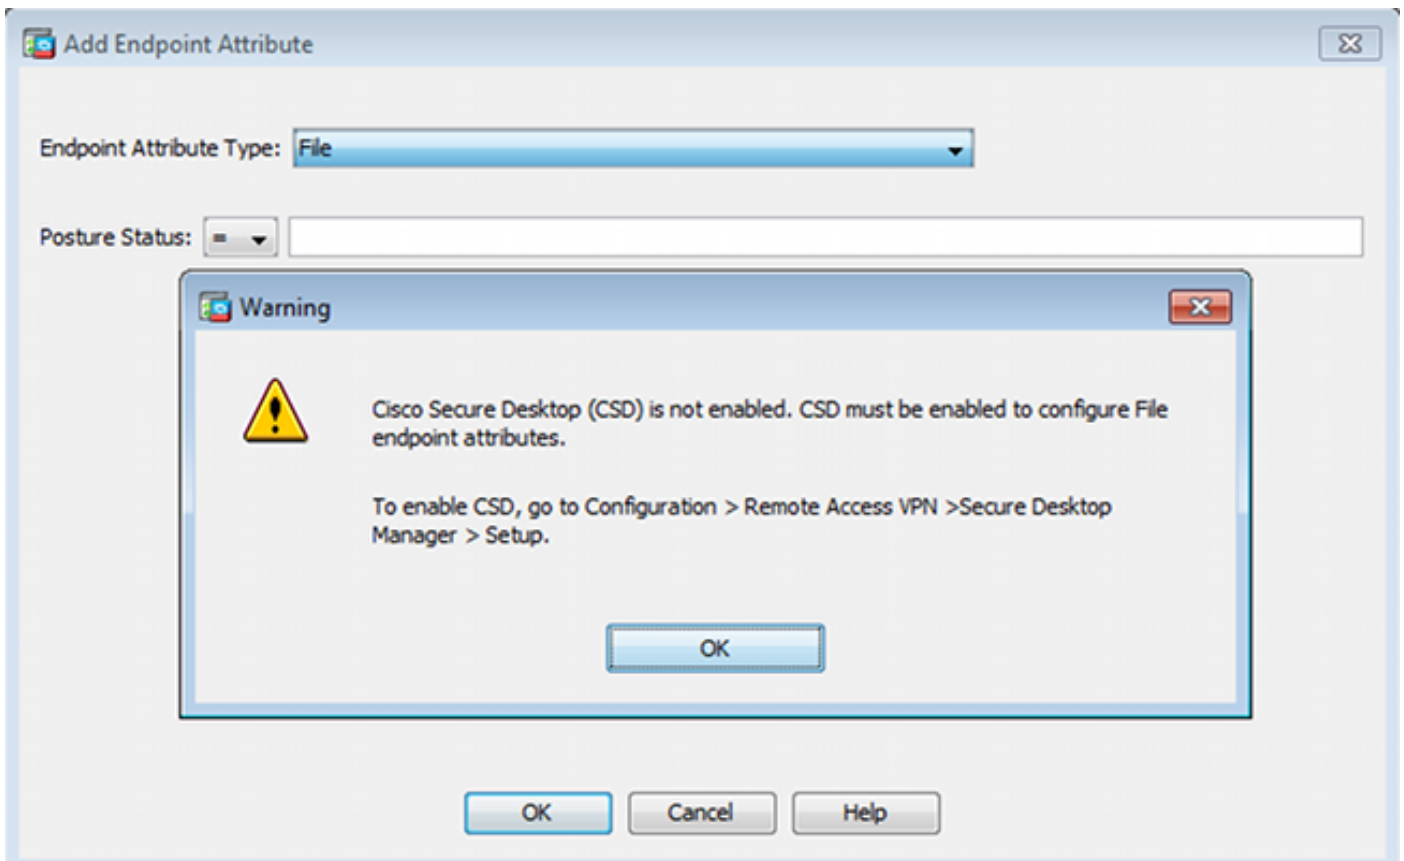 Add Endpoint Attribute
Endpoint Attribute Type: File
Posture Status: =
Warning
Cisco Secure Desktop (CSD) is not enabled. CSD must be enabled to configure File
endpoint attributes.
To enable CSD, go to Configuration > Remote Access VPN >Secure Desktop
Manager > Setup.
OK
OK Cancel Help